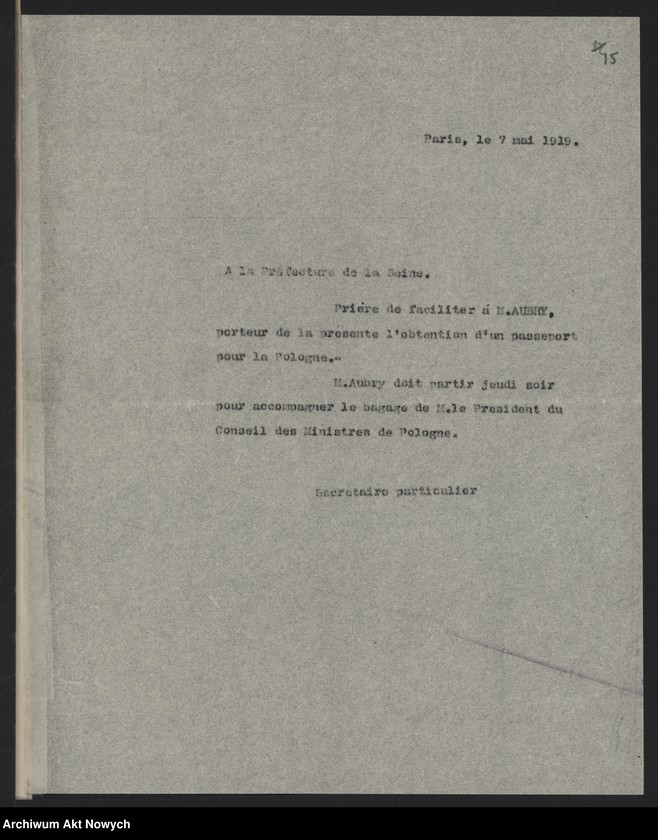 15
Paris, le 7 mai 1919.
A la Préfecture de la Seine.
Prière de faciliter á M.AUBRY,
porteur de la présente l'obtention d'un passeport
pour la Pologne.-
M.Aubry doit partir jeudi soir
pour accompagner le bagage de M.le President du
Conseil des Ministres de Pologne.
Secretaire particulier
Archiwum Akt Nowych